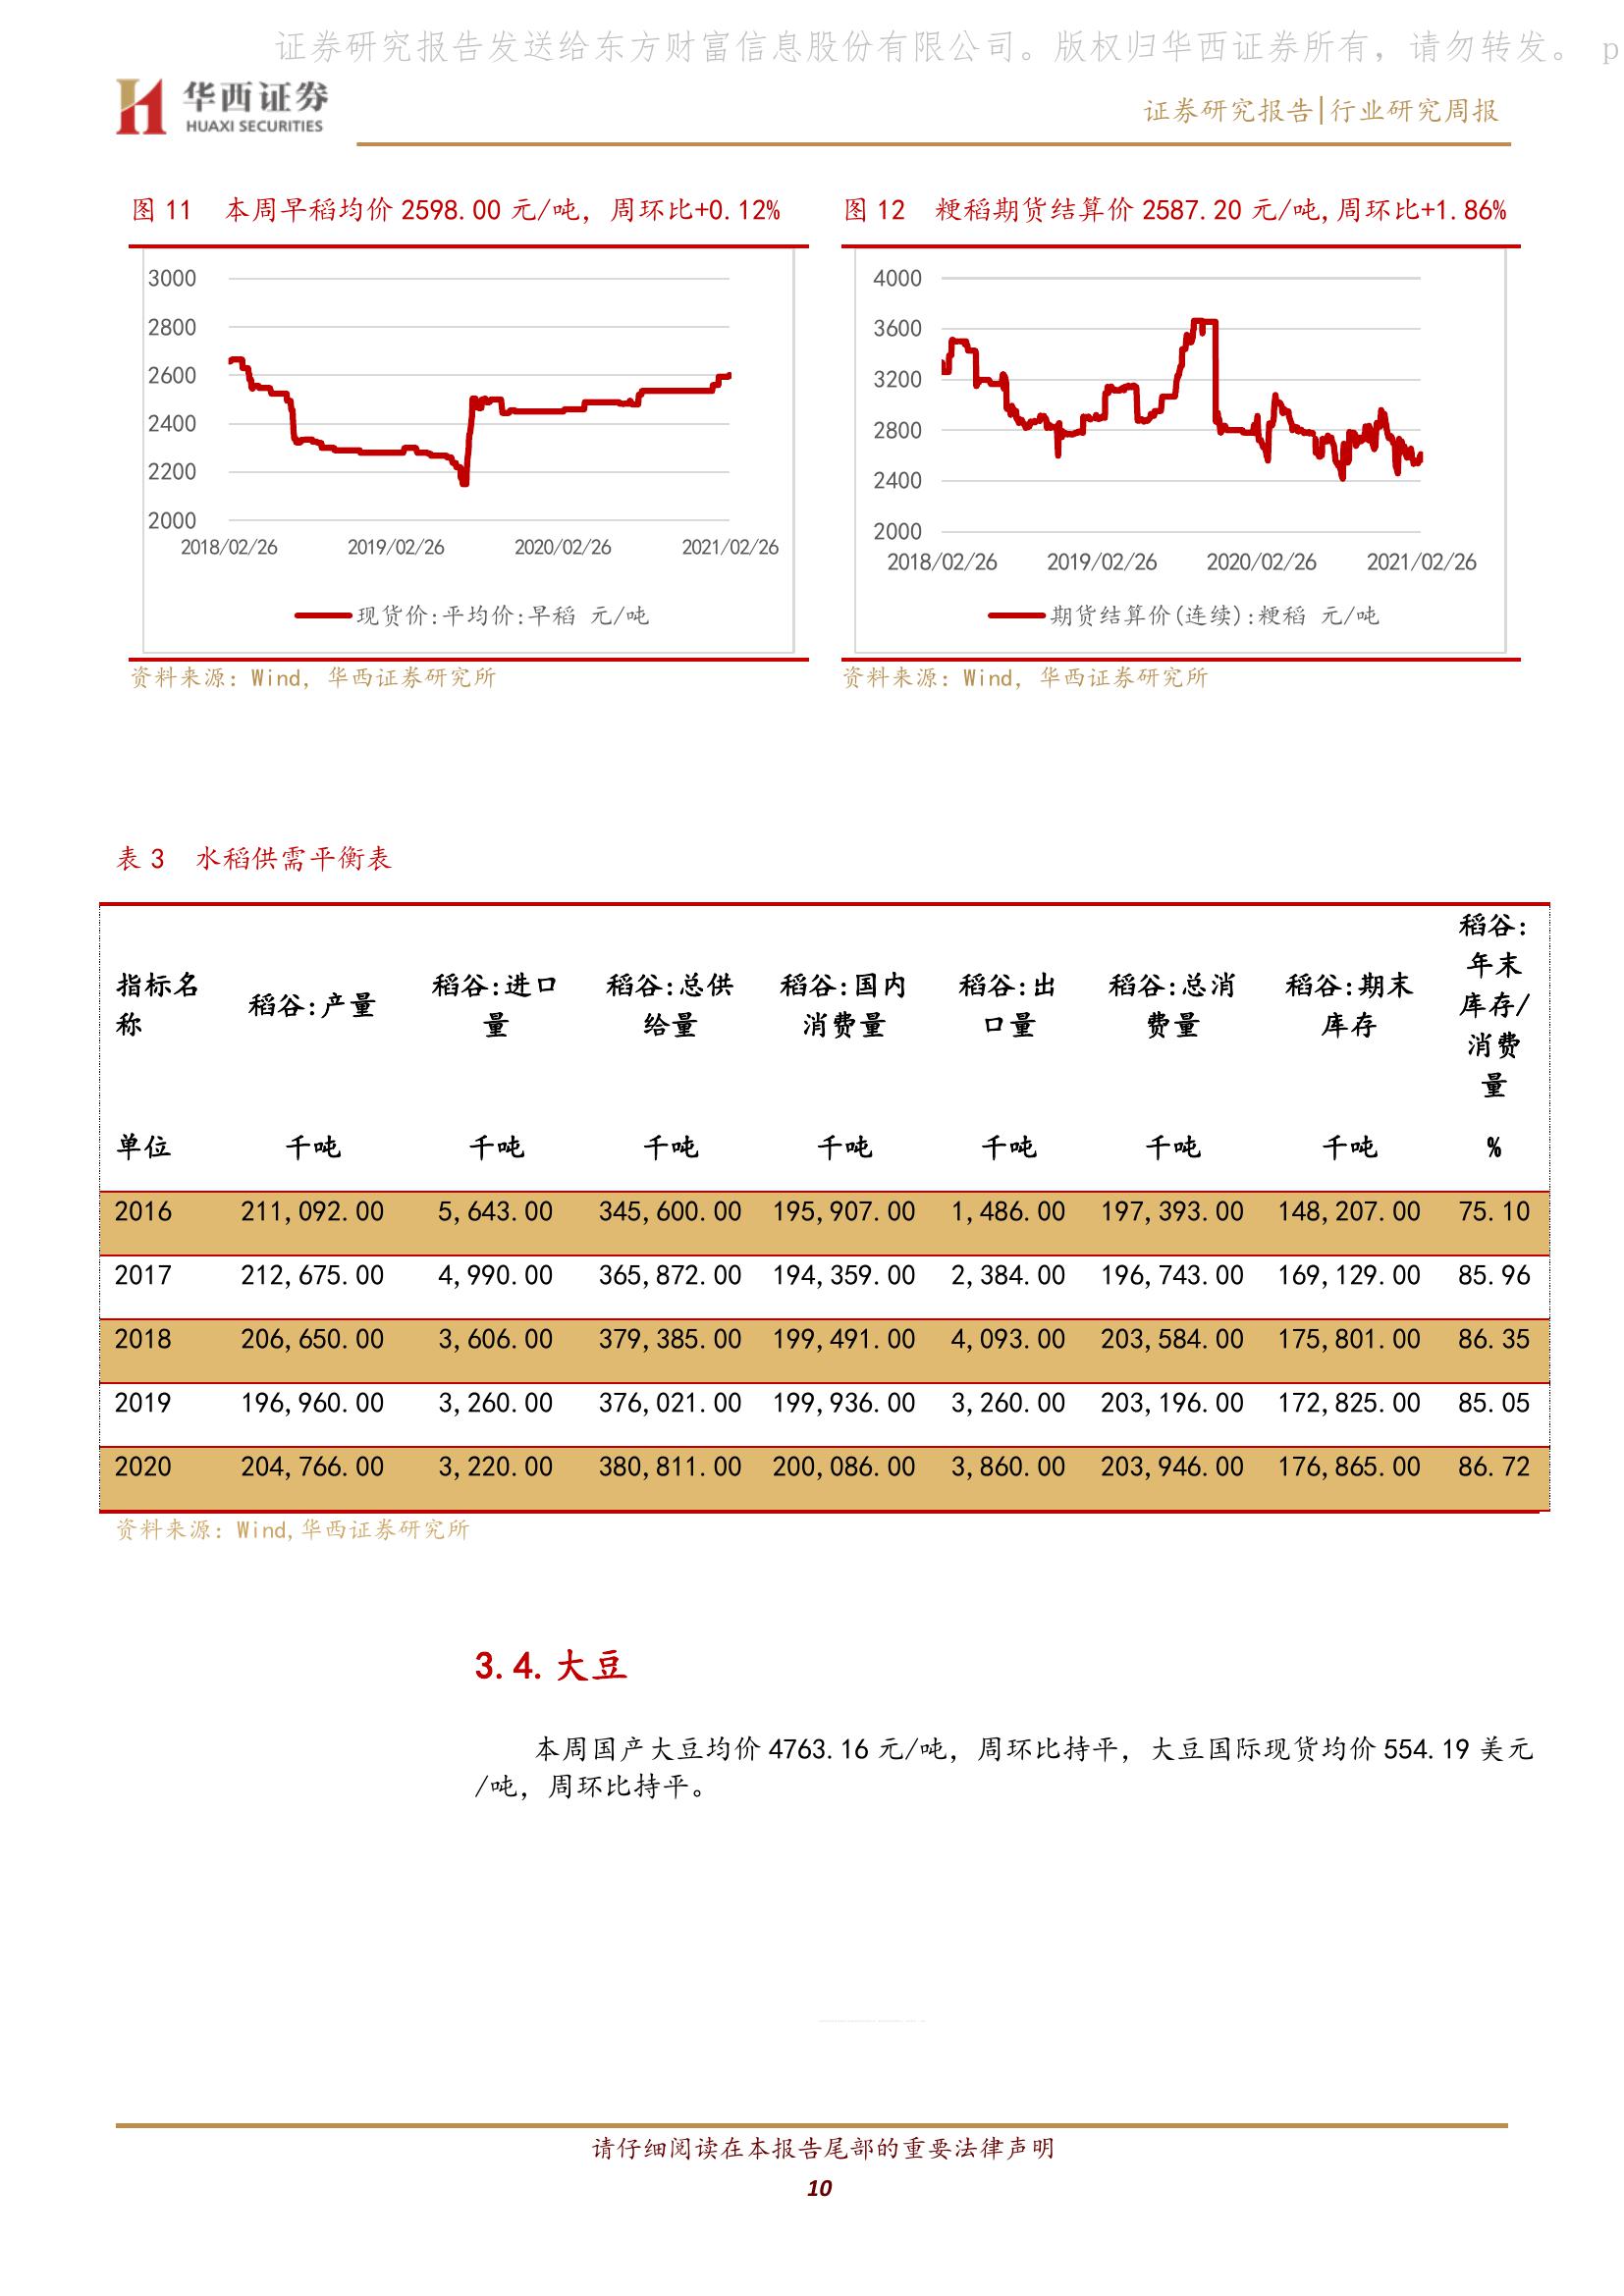 证券研究报告发送给东方财富信息股份有限公司。版权归华西证券所有，请勿转发。 p
华西证券
HUAXI SECURITIES
证券研究报告|行业研究周报
图 11 本周早稻均价 2598.00 元/吨，周环比+0.12%
3000
2800
2600
2400
2200
2000
2018/02/26 2019/02/26 2020/02/26 2021/02/26
现货价:平均价:早稻 元/吨
资料来源：Wind，华西证券研究所
图 12 粳稻期货结算价 2587.20 元/吨,周环比+1.86%
4000
3600
3200
2800
2400
2000
2018/02/26 2019/02/26 2020/02/26 2021/02/26
期货结算价(连续):粳稻 元/吨
资料来源：Wind，华西证券研究所
表 3 水稻供需平衡表
指标名称 稻谷:产量 稻谷:进口量 稻谷:总供给量 稻谷:国内消费量 稻谷:出口量 稻谷:总消费量 稻谷:期末库存 稻谷:年末库存/消费量
单位 千吨 千吨 千吨 千吨 千吨 千吨 千吨 %
2016 211,092.00 5,643.00 345,600.00 195,907.00 1,486.00 197,393.00 148,207.00 75.10
2017 212,675.00 4,990.00 365,872.00 194,359.00 2,384.00 196,743.00 169,129.00 85.96
2018 206,650.00 3,606.00 379,385.00 199,491.00 4,093.00 203,584.00 175,801.00 86.35
2019 196,960.00 3,260.00 376,021.00 199,936.00 3,260.00 203,196.00 172,825.00 85.05
2020 204,766.00 3,220.00 380,811.00 200,086.00 3,860.00 203,946.00 176,865.00 86.72
资料来源：Wind,华西证券研究所
3.4.大豆
本周国产大豆均价 4763.16 元/吨，周环比持平，大豆国际现货均价 554.19 美元
/吨，周环比持平。
请仔细阅读在本报告尾部的重要法律声明
10